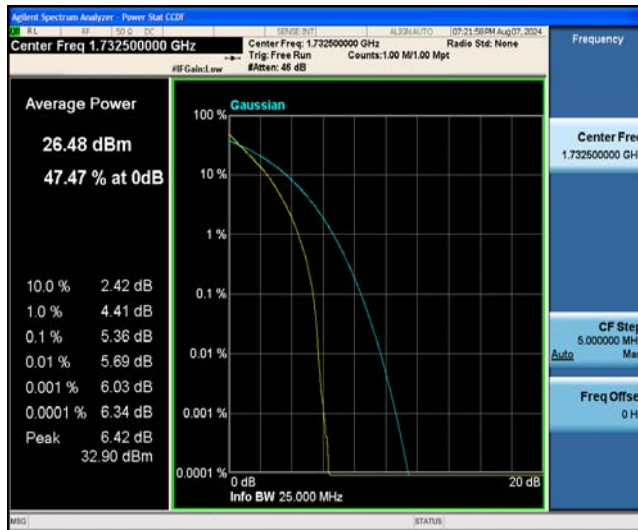 Agilent Spectrum Analyzer - Power Stat CCDF
RL RF 50 Ω DC SENSE:INT ALIGN AUTO 07:21:58 PM Aug 07, 2024
Center Freq 1.732500000 GHz
Center Freq: 1.732500000 GHz Radio Std: None
Trig: Free Run Counts:1.00 M/1.00 Mpt
#IFGain:Low #Atten: 46 dB
Frequency
Average Power
26.48 dBm
47.47 % at 0dB
10.0 % 2.42 dB
1.0 % 4.41 dB
0.1 % 5.36 dB
0.01 % 5.69 dB
0.001 % 6.03 dB
0.0001 % 6.34 dB
Peak 6.42 dB
32.90 dBm
Gaussian
100 %
10 %
1 %
0.1 %
0.01 %
0.001 %
0.0001 %
0 dB 20 dB
Info BW 25.000 MHz
Center Fre
1.732500000 GH
CF Step
5.000000 MH
Auto Ma
Freq Offse
0 H
MSG STATUS